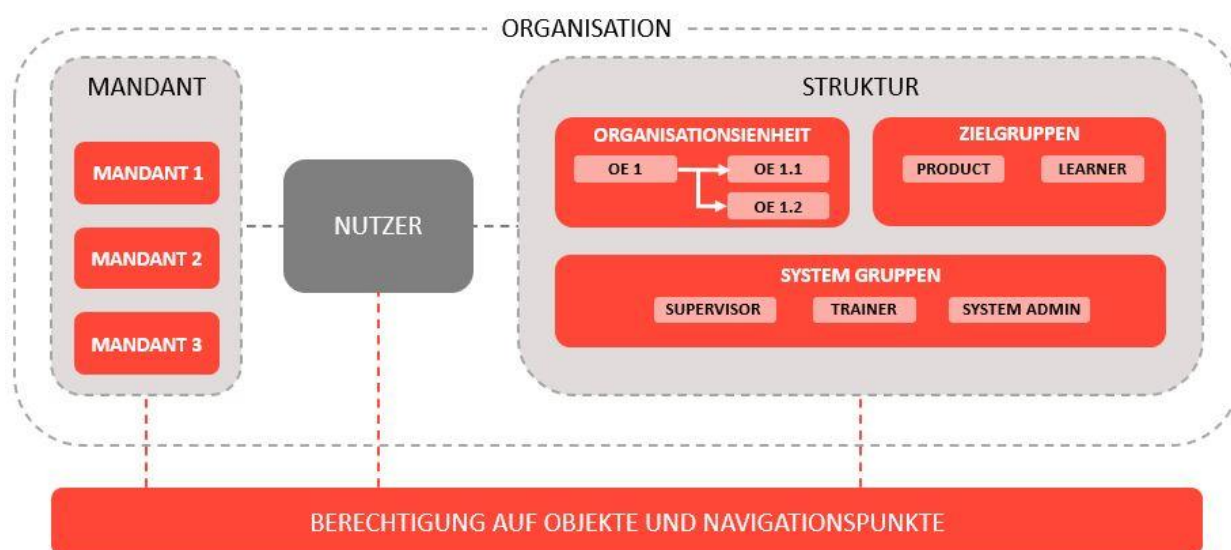 ORGANISATION
MANDANT
MANDANT 1
MANDANT 2
MANDANT 3
NUTZER
STRUKTUR
ORGANISATIONSIENHEIT
OE 1
OE 1.1
OE 1.2
ZIELGRUPPEN
PRODUCT
LEARNER
SYSTEM GRUPPEN
SUPERVISOR
TRAINER
SYSTEM ADMIN
BERECHTIGUNG AUF OBJEKTE UND NAVIGATIONSPUNKTE